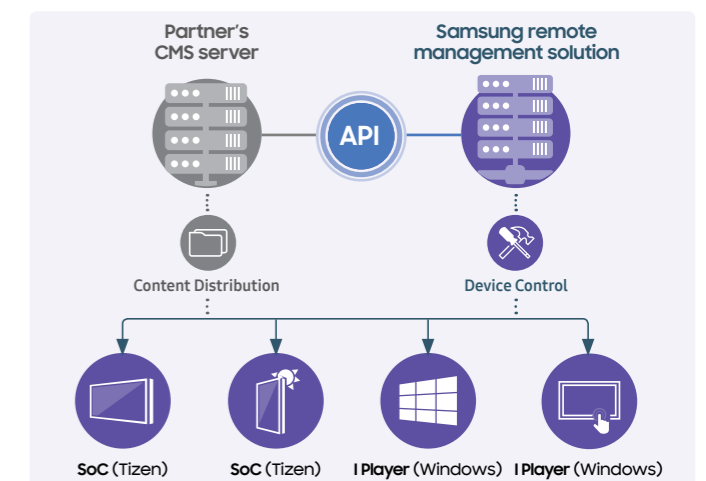 Partner's
CMS server
Samsung remote
management solution
API
Content Distribution
Device Control
SoC (Tizen)
SoC (Tizen)
I Player (Windows)
I Player (Windows)